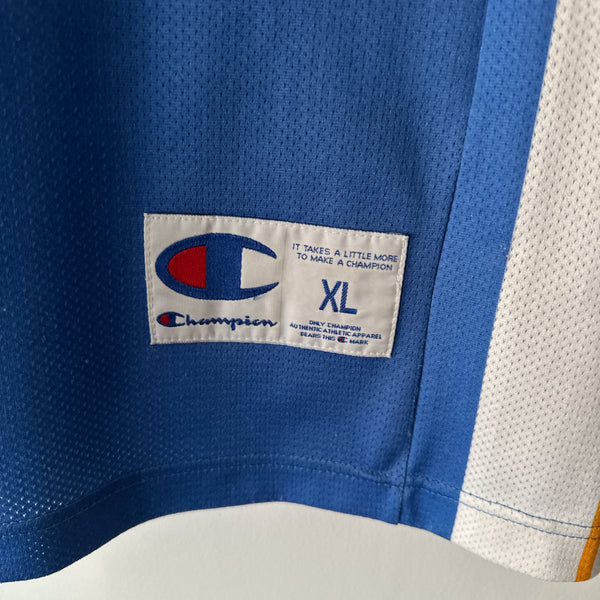 IT TAKES A LITTLE MORE
TO MAKE A CHAMPION
XL
Champion
ONLY CHAMPION
AUTHENTIC ATHLETIC APPAREL
BEARS THIS C MARK